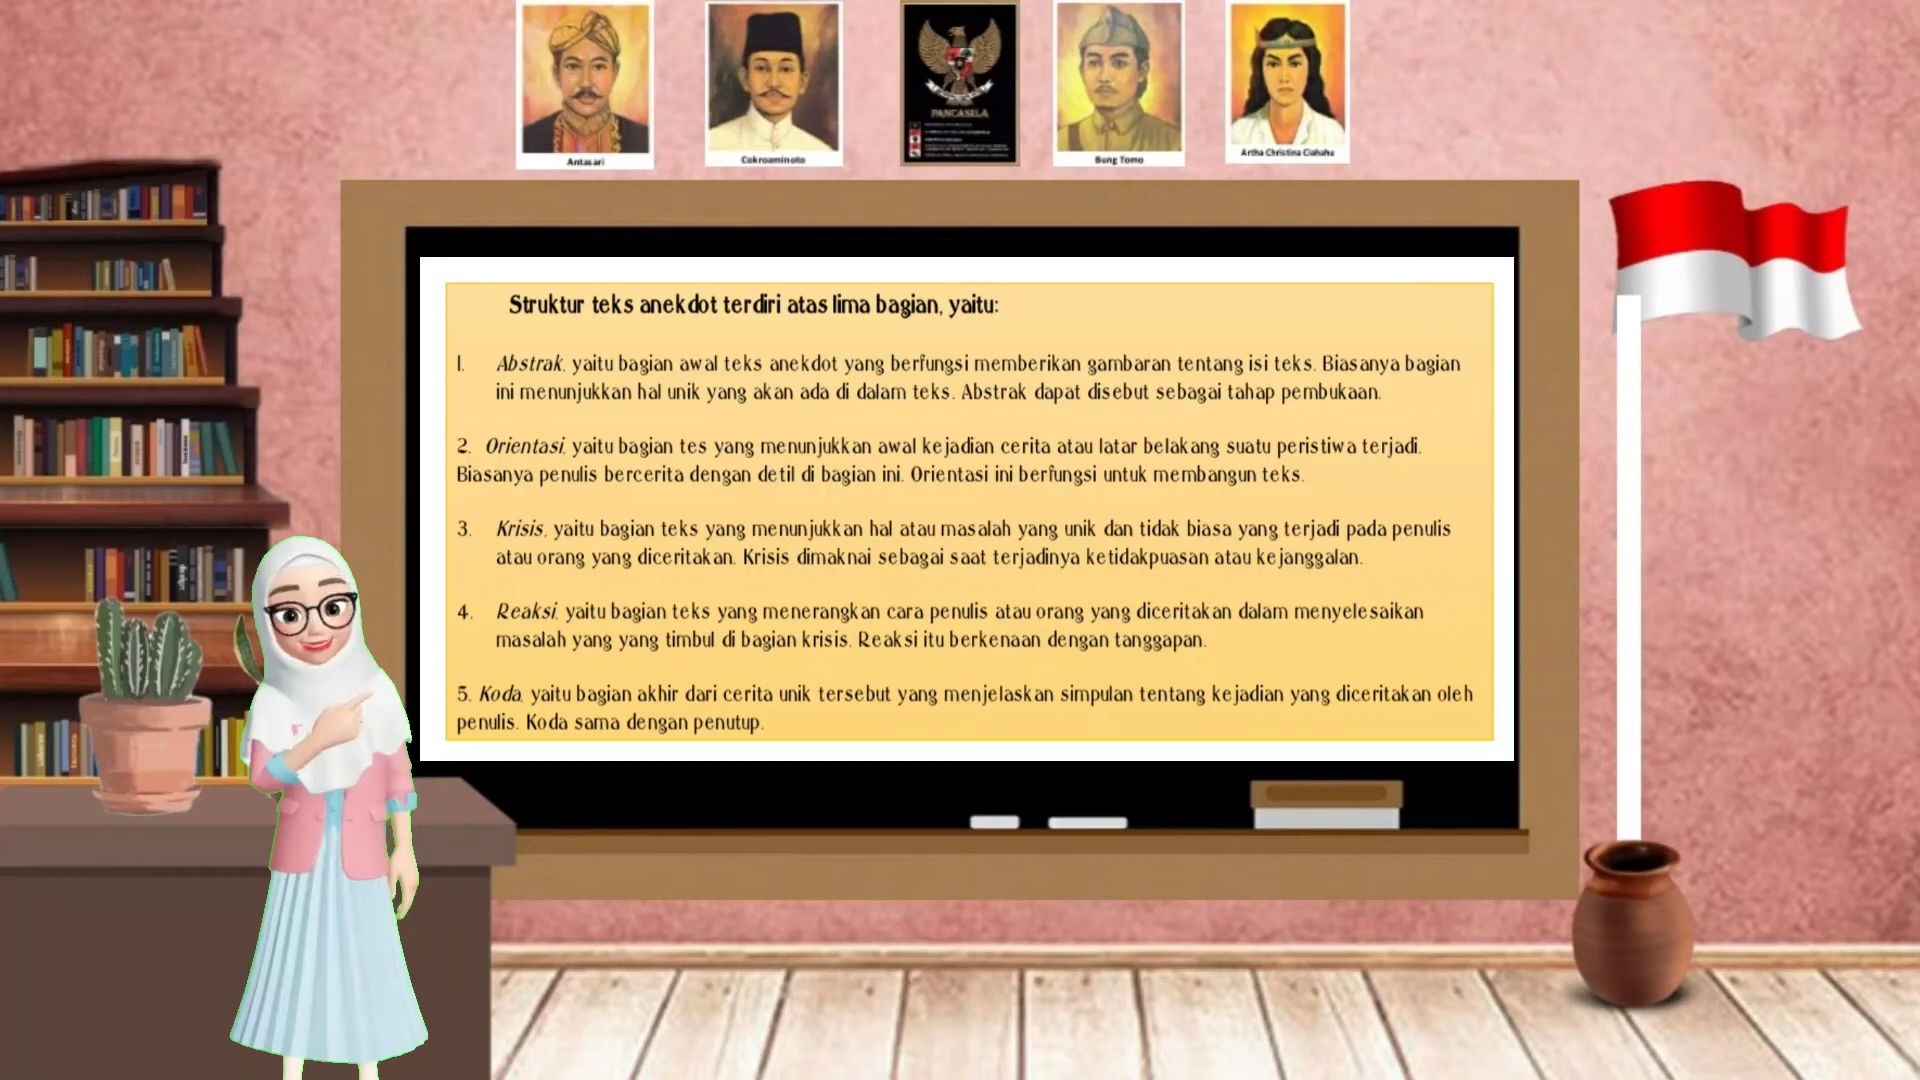 Antasari
Cokroaminoto
PANCASILA
Bung Tomo
Artha Christina Ciahahu
Struktur teks anekdot terdiri atas lima bagian, yaitu:
1. Abstrak, yaitu bagian awal teks anekdot yang berfungsi memberikan gambaran tentang isi teks. Biasanya bagian
ini menunjukkan hal unik yang akan ada di dalam teks. Abstrak dapat disebut sebagai tahap pembukaan.
2. Orientasi, yaitu bagian tes yang menunjukkan awal kejadian cerita atau latar belakang suatu peristiwa terjadi.
Biasanya penulis bercerita dengan detil di bagian ini. Orientasi ini berfungsi untuk membangun teks.
3. Krisis, yaitu bagian teks yang menunjukkan hal atau masalah yang unik dan tidak biasa yang terjadi pada penulis
atau orang yang diceritakan. Krisis dimaknai sebagai saat terjadinya ketidakpuasan atau kejanggalan.
4. Reaksi, yaitu bagian teks yang menerangkan cara penulis atau orang yang diceritakan dalam menyelesaikan
masalah yang yang timbul di bagian krisis. Reaksi itu berkenaan dengan tanggapan.
5. Koda, yaitu bagian akhir dari cerita unik tersebut yang menjelaskan simpulan tentang kejadian yang diceritakan oleh
penulis. Koda sama dengan penutup.